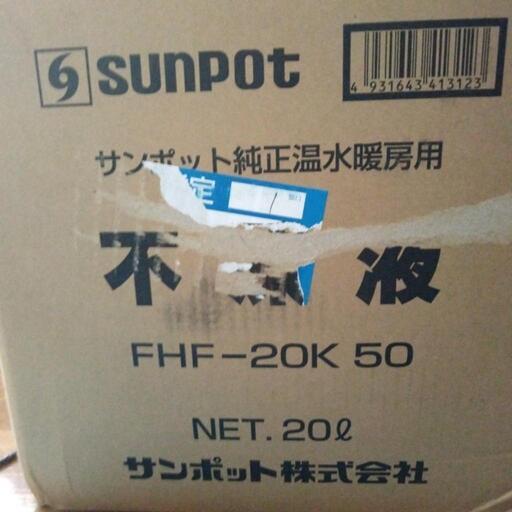 sunpot
4 931643 413123
サンポット純正温水暖房用
定
不 液
FHF-20K 50
NET. 20ℓ
サンポット株式会社